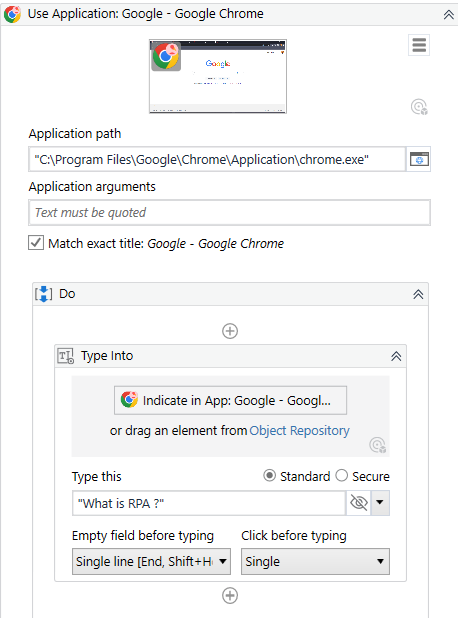 Use Application: Google - Google Chrome
Google
Application path
"C:\Program Files\Google\Chrome\Application\chrome.exe"
Application arguments
Text must be quoted
Match exact title: Google - Google Chrome
Do
Type Into
Indicate in App: Google - Googl...
or drag an element from Object Repository
Type this Standard Secure
"What is RPA ?"
Empty field before typing Click before typing
Single line [End, Shift+H Single